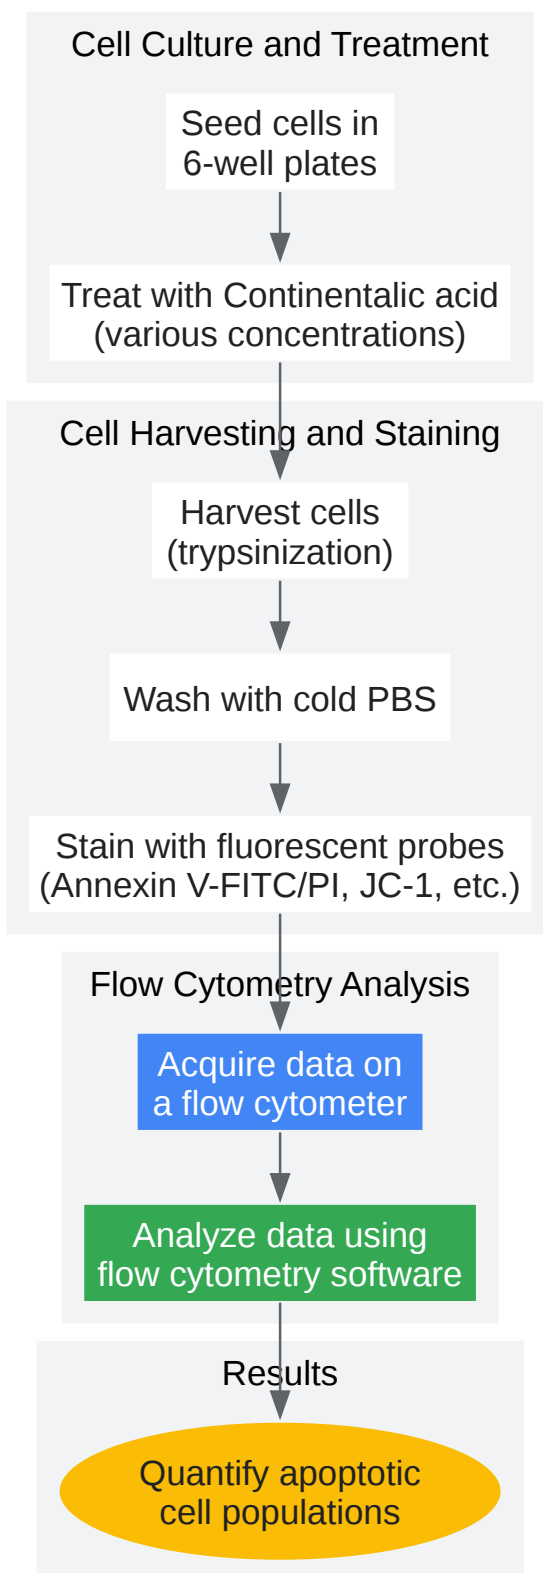 Cell Culture and Treatment
Seed cells in
6-well plates
Treat with Continentalic acid
(various concentrations)
Cell Harvesting and Staining
Harvest cells
(trypsinization)
Wash with cold PBS
Stain with fluorescent probes
(Annexin V-FITC/PI, JC-1, etc.)
Flow Cytometry Analysis
Acquire data on
a flow cytometer
Analyze data using
flow cytometry software
Results
Quantify apoptotic
cell populations